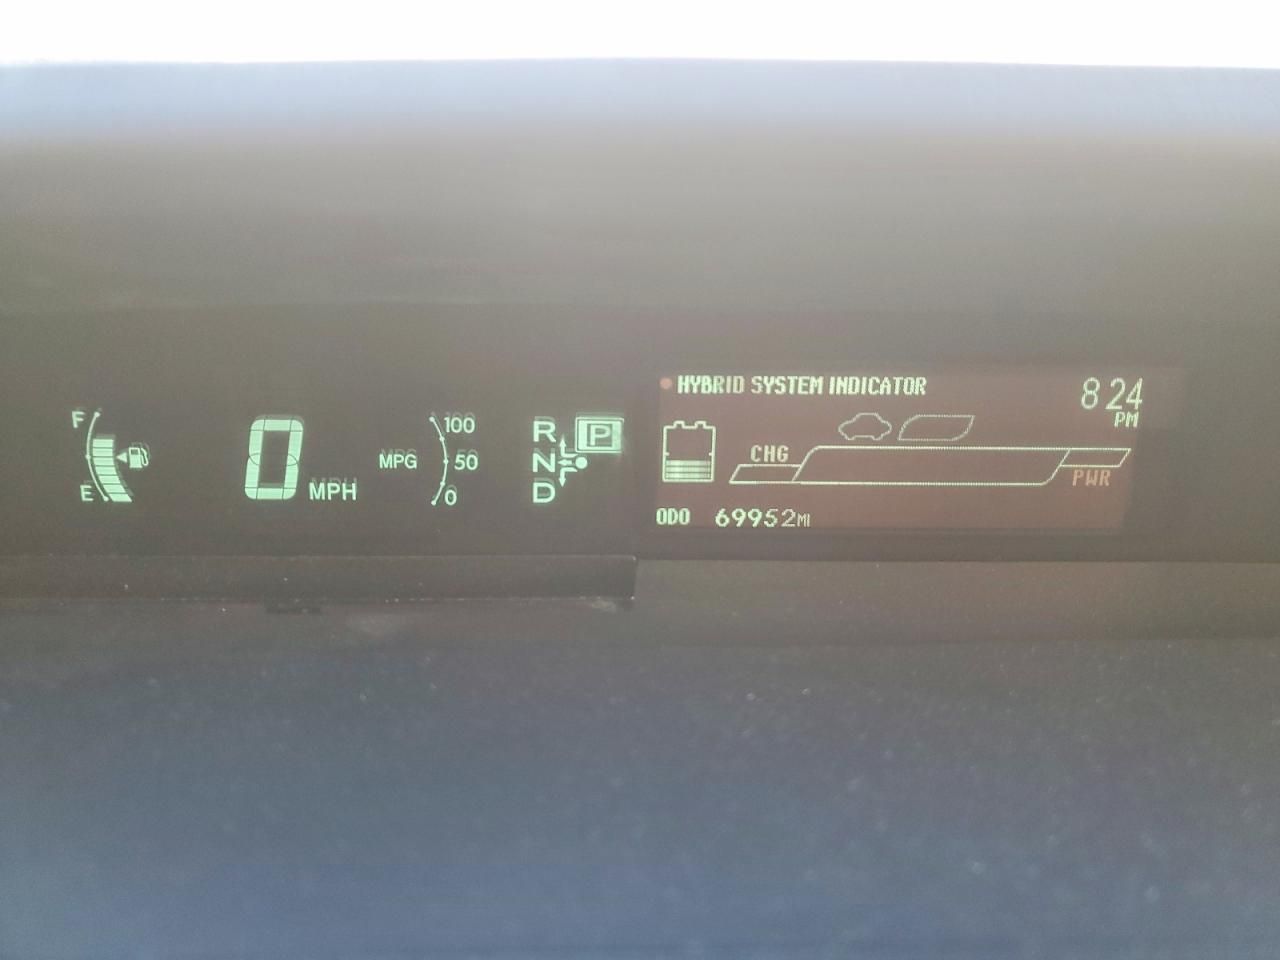 F
E
0
MPH
MPG
100
50
0
R
N
D
P
HYBRID SYSTEM INDICATOR
8 24
PM
CHG
PWR
ODO 69952MI